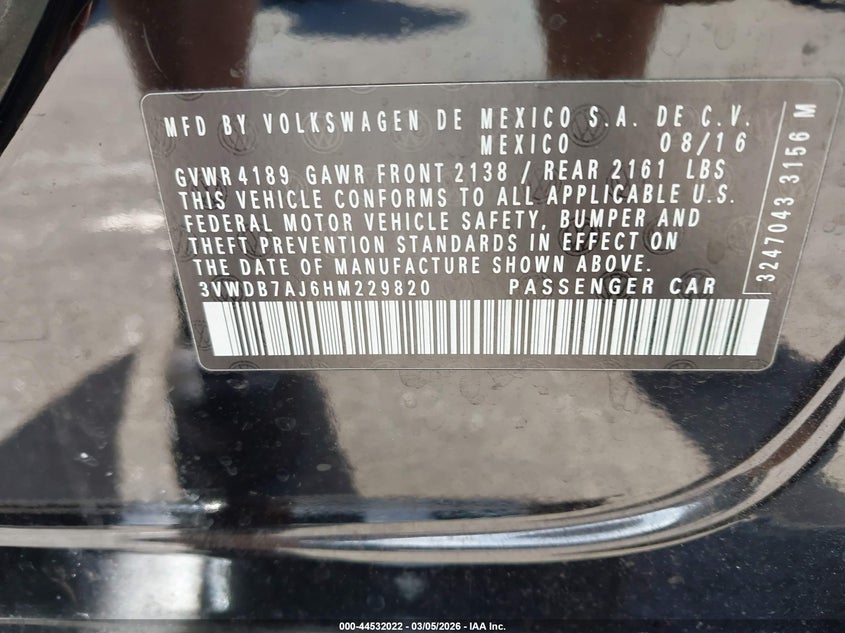 MFD BY VOLKSWAGEN DE MEXICO S.A. DE C.V.
MEXICO 08/16
GVWR 4189 GAWR FRONT 2138 / REAR 2161 LBS
THIS VEHICLE CONFORMS TO ALL APPLICABLE U.S.
FEDERAL MOTOR VEHICLE SAFETY, BUMPER AND
THEFT PREVENTION STANDARDS IN EFFECT ON
THE DATE OF MANUFACTURE SHOWN ABOVE.
3VWDB7AJ6HM229820 PASSENGER CAR
3247043 3156 M
000-44532022 - 03/05/2026 - IAA Inc.